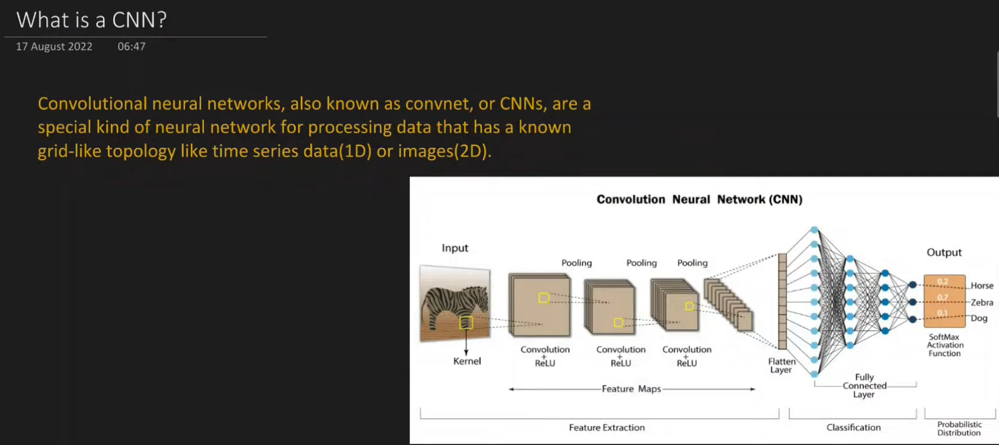 What is a CNN?
17 August 2022 06:47
Convolutional neural networks, also known as convnet, or CNNs, are a
special kind of neural network for processing data that has a known
grid-like topology like time series data(1D) or images(2D).
Convolution Neural Network (CNN)
Input
Kernel
Pooling
Pooling
Pooling
Convolution
+
ReLU
Convolution
+
ReLU
Convolution
+
ReLU
Feature Maps
Flatten
Layer
Fully
Connected
Layer
Output
0.2
0.7
0.1
Horse
Zebra
Dog
SoftMax
Activation
Function
Feature Extraction
Classification
Probabilistic
Distribution